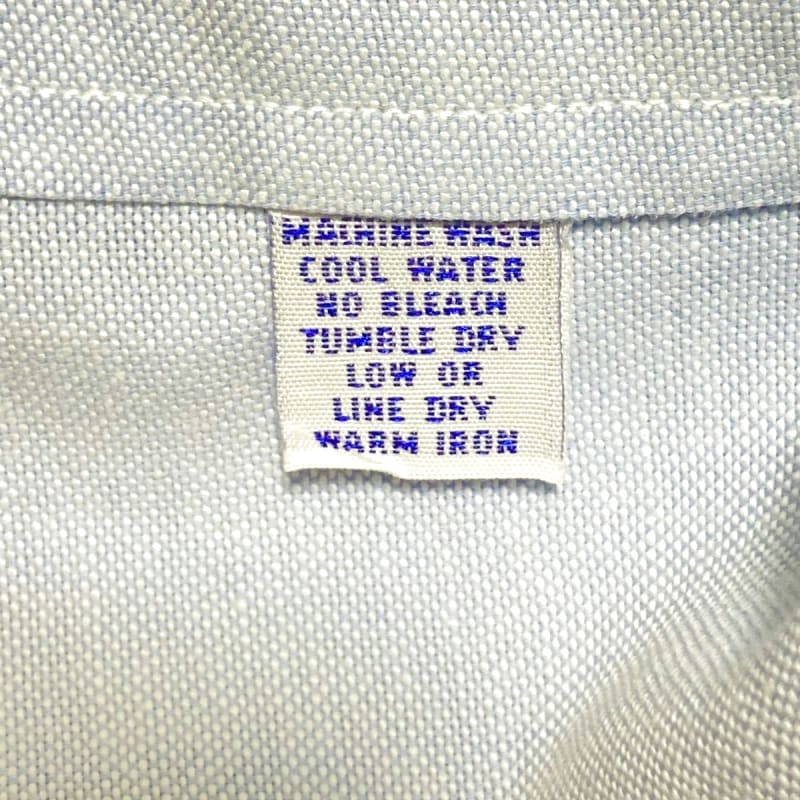 MACHINE WASH
COOL WATER
NO BLEACH
TUMBLE DRY
LOW OR
LINE DRY
WARM IRON